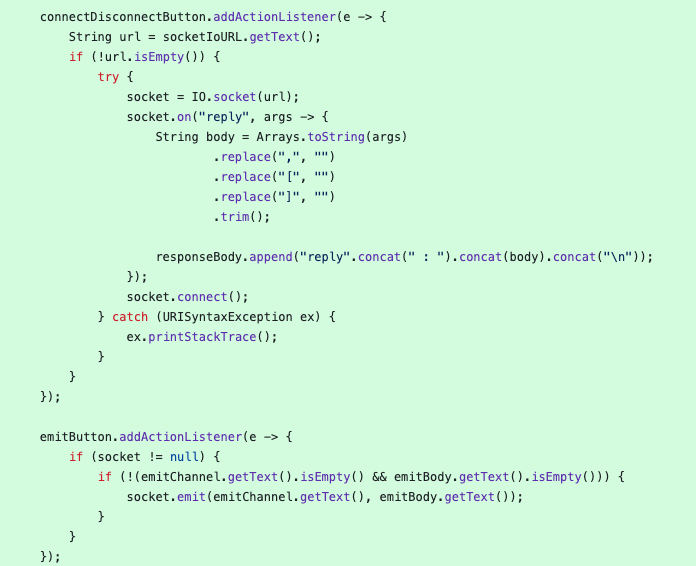 connectDisconnectButton.addActionListener(e -> {
    String url = socketIoURL.getText();
    if (!url.isEmpty()) {
        try {
            socket = IO.socket(url);
            socket.on("reply", args -> {
                String body = Arrays.toString(args)
                        .replace(",", "")
                        .replace("[", "")
                        .replace("]", "")
                        .trim();

                responseBody.append("reply".concat(" : ").concat(body).concat("\n"));
            });
            socket.connect();
        } catch (URISyntaxException ex) {
            ex.printStackTrace();
        }
    }
});

emitButton.addActionListener(e -> {
    if (socket != null) {
        if (!(emitChannel.getText().isEmpty() && emitBody.getText().isEmpty())) {
            socket.emit(emitChannel.getText(), emitBody.getText());
        }
    }
});